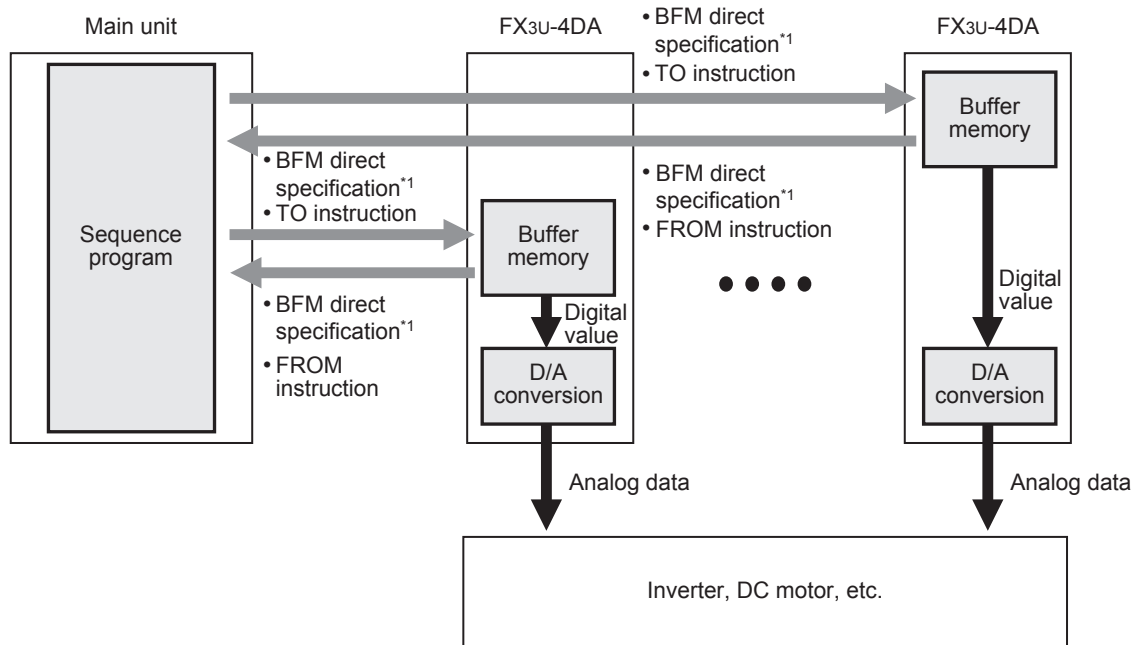 Main unit
FX3U-4DA
• BFM direct
specification*1
• TO instruction
FX3U-4DA
Sequence
program
• BFM direct
specification*1
• TO instruction
Buffer
memory
• BFM direct
specification*1
• FROM
instruction
Digital
value
D/A
conversion
Analog data
• BFM direct
specification*1
• FROM instruction
Buffer
memory
Digital
value
D/A
conversion
Analog data
Inverter, DC motor, etc.